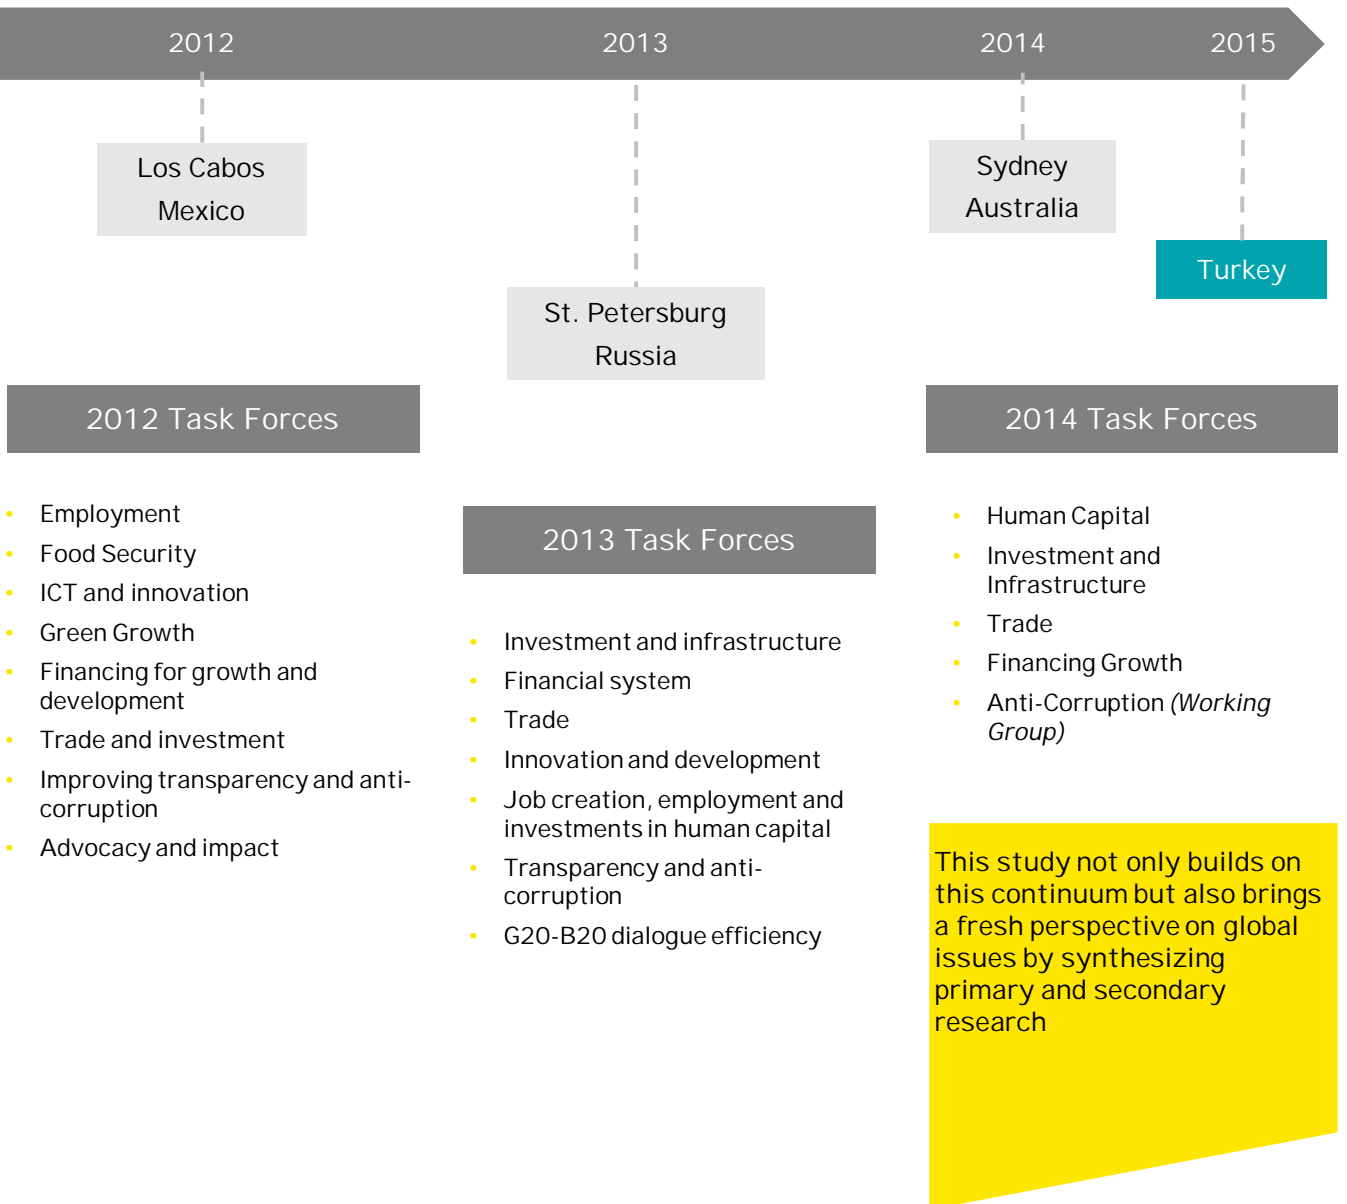 2012
2013
2014
2015
Los Cabos
Mexico
Sydney
Australia
Turkey
St. Petersburg
Russia
2012 Task Forces
• Employment
• Food Security
• ICT and innovation
• Green Growth
• Financing for growth and
development
• Trade and investment
• Improving transparency and anti-
corruption
• Advocacy and impact
2013 Task Forces
• Investment and infrastructure
• Financial system
• Trade
• Innovation and development
• Job creation, employment and
investments in human capital
• Transparency and anti-
corruption
• G20-B20 dialogue efficiency
2014 Task Forces
• Human Capital
• Investment and
Infrastructure
• Trade
• Financing Growth
• Anti-Corruption (Working
Group)
This study not only builds on
this continuum but also brings
a fresh perspective on global
issues by synthesizing
primary and secondary
research